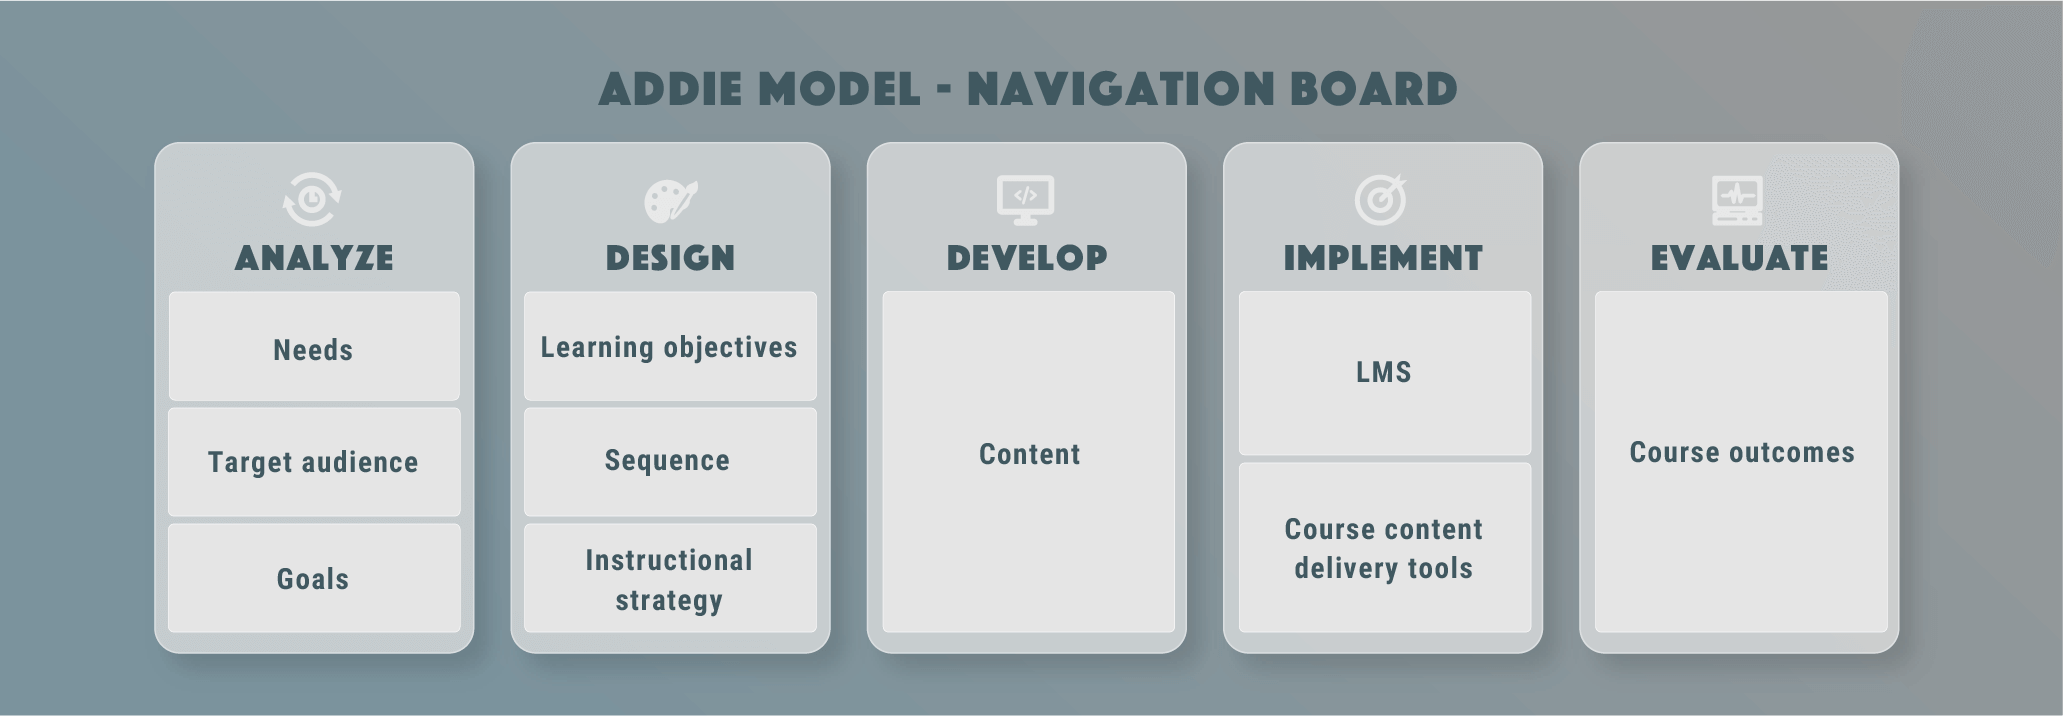 ADDIE MODEL - NAVIGATION BOARD
ANALYZE
Needs
Target audience
Goals
DESIGN
Learning objectives
Sequence
Instructional
strategy
DEVELOP
Content
IMPLEMENT
LMS
Course content
delivery tools
EVALUATE
Course outcomes